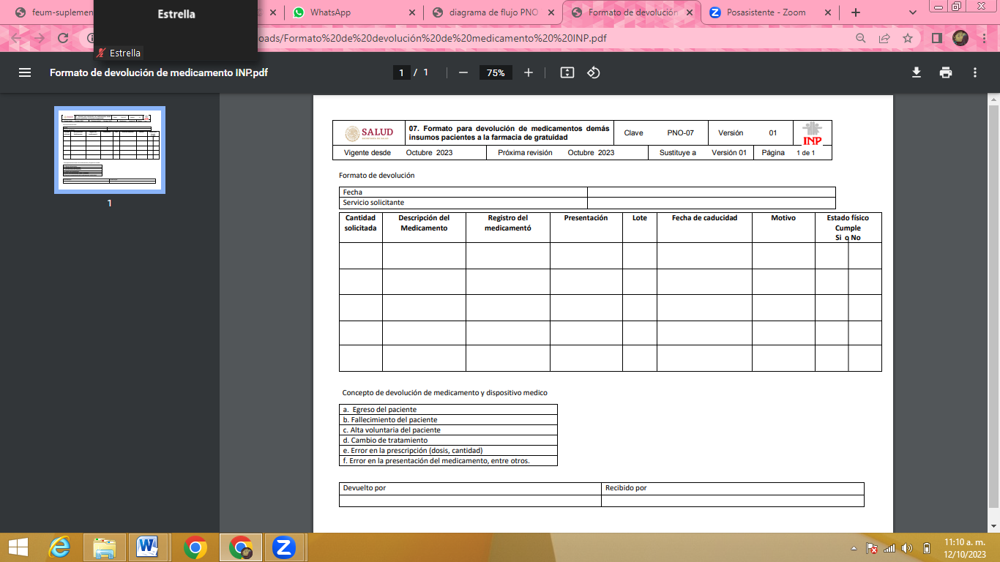 feum-suplemen
Estrella
WhatsApp
diagrama de flujo PNO
Formato de devolución
Posasistente - Zoom
Estrella
oads/Formato%20de%20devolución%20de%20medicamento%20%20INP.pdf
Formato de devolución de medicamento INP.pdf
1 / 1
75%
1
SALUD
07. Formato para devolución de medicamentos demás
insumos pacientes a la farmacia de gratuidad
Clave PNO-07 Versión 01
INP
Vigente desde Octubre 2023 Próxima revisión Octubre 2023 Sustituye a Versión 01 Página 1 de 1
Formato de devolución
Fecha
Servicio solicitante
Cantidad solicitada
Descripción del Medicamento
Registro del medicamentó
Presentación
Lote
Fecha de caducidad
Motivo
Estado físico
Cumple
Si o No
Concepto de devolución de medicamento y dispositivo medico
a. Egreso del paciente
b. Fallecimiento del paciente
c. Alta voluntaria del paciente
d. Cambio de tratamiento
e. Error en la prescripción (dosis, cantidad)
f. Error en la presentación del medicamento, entre otros.
Devuelto por Recibido por
11:10 a. m.
12/10/2023